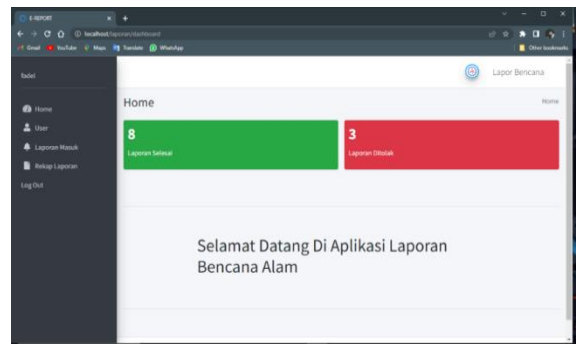 E-REPORT
localhost/laporan/dashboard
Gmail YouTube Maps Translate WhatsApp
Other bookmarks
fadel
Lapor Bencana
Home
Home
Home
User
Laporan Masuk
Rekap Laporan
Log Out
8
Laporan Selesai
3
Laporan Ditolak
Selamat Datang Di Aplikasi Laporan
Bencana Alam